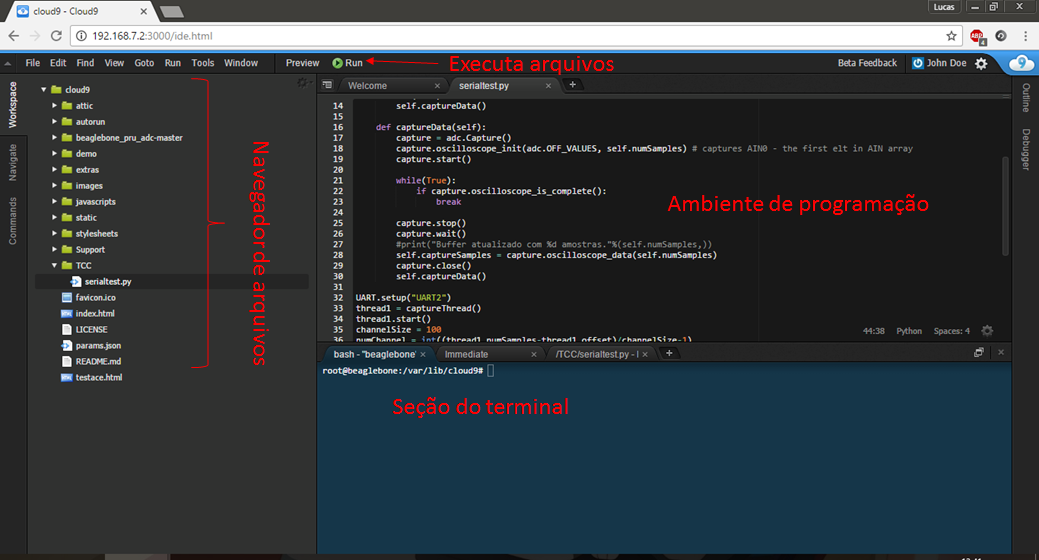 cloud9 - Cloud9
Lucas
192.168.7.2:3000/ide.html
ABP
4
File Edit Find View Goto Run Tools Window Preview Run
Executa arquivos
Beta Feedback John Doe
9
Workspace
Navigate
Commands
cloud9
attic
autorun
beaglebone_pru_adc-master
demo
extras
images
javascripts
static
stylesheets
Support
TCC
serialtest.py
favicon.ico
index.html
LICENSE
params.json
README.md
testace.html
Navegador de arquivos
Welcome
serialtest.py
14 self.captureData()
15
16 def captureData(self):
17 capture = adc.Capture()
18 capture.oscilloscope_init(adc.OFF_VALUES, self.numSamples) # captures AIN0 - the first elt in AIN array
19 capture.start()
20
21 while(True):
22 if capture.oscilloscope_is_complete():
23 break
24
25 capture.stop()
26 capture.wait()
27 #print("Buffer atualizado com %d amostras."%(self.numSamples,))
28 self.captureSamples = capture.oscilloscope_data(self.numSamples)
29 capture.close()
30 self.captureData()
31
32 UART.setup("UART2")
33 thread1 = captureThread()
34 thread1.start()
35 channelSize = 100
36 numChannel = int((thread1.numSamples-thread1.offset)/channelSize-1)
Ambiente de programação
44:38 Python Spaces: 4
Outline
Debugger
bash - "beaglebone"
Immediate
/TCC/serialtest.py - I
root@beaglebone:/var/lib/cloud9#
Seção do terminal